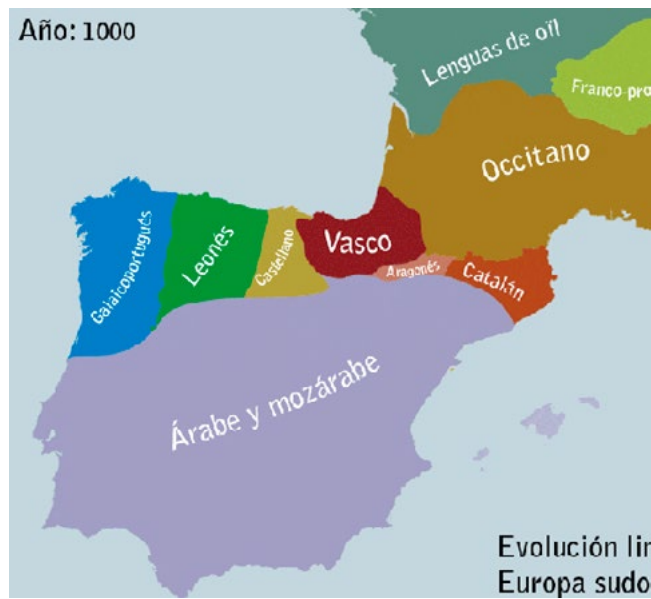 Año: 1000
Lenguas de oïl
Franco-pro
Occitano
Galaicoportugués
Leonés
Castellano
Vasco
Aragonés
Catalán
Árabe y mozárabe
Evolución lin
Europa sudo